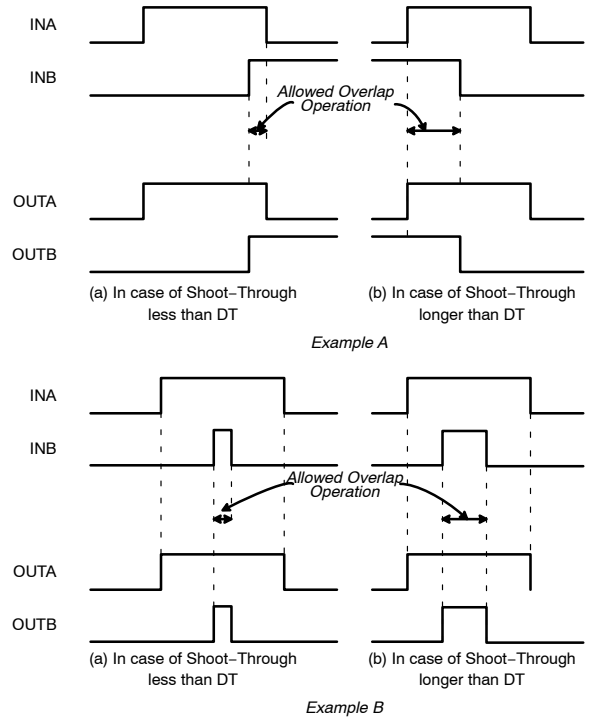 INA
INB
Allowed Overlap
Operation
OUTA
OUTB
(a) In case of Shoot−Through
less than DT
(b) In case of Shoot−Through
longer than DT
Example A
INA
INB
Allowed Overlap
Operation
OUTA
OUTB
(a) In case of Shoot−Through
less than DT
(b) In case of Shoot−Through
longer than DT
Example B